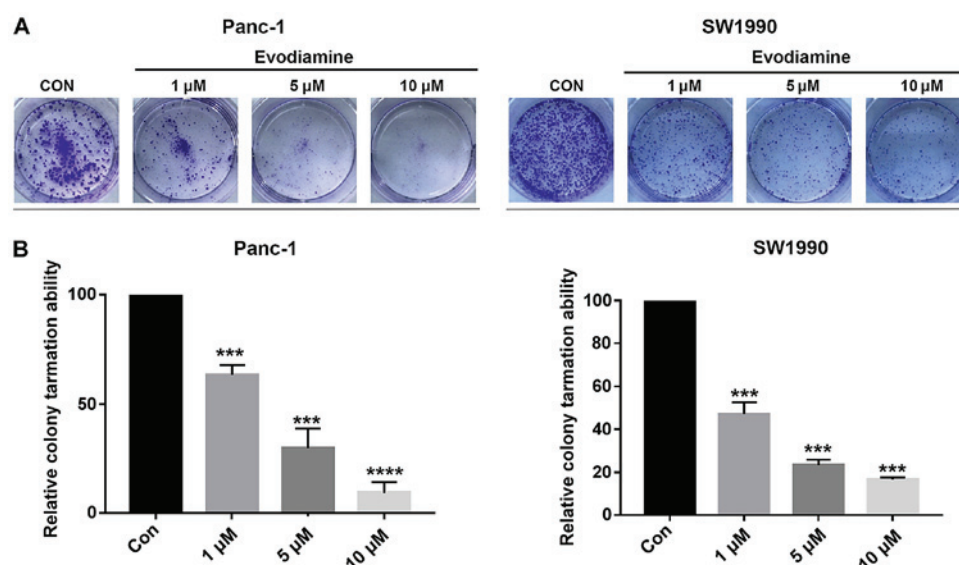 A
Panc-1
SW1990
Evodiamine
Evodiamine
CON
1 µM
5 µM
10 µM
CON
1 µM
5 µM
10 µM
B
Panc-1
SW1990
Relative colony tarmation ability
100
50
0
***
***
****
Con
1 µM
5 µM
10 µM
Relative colony tarmation ability
100
80
60
40
20
0
***
***
***
Con
1 µM
5 µM
10 µM